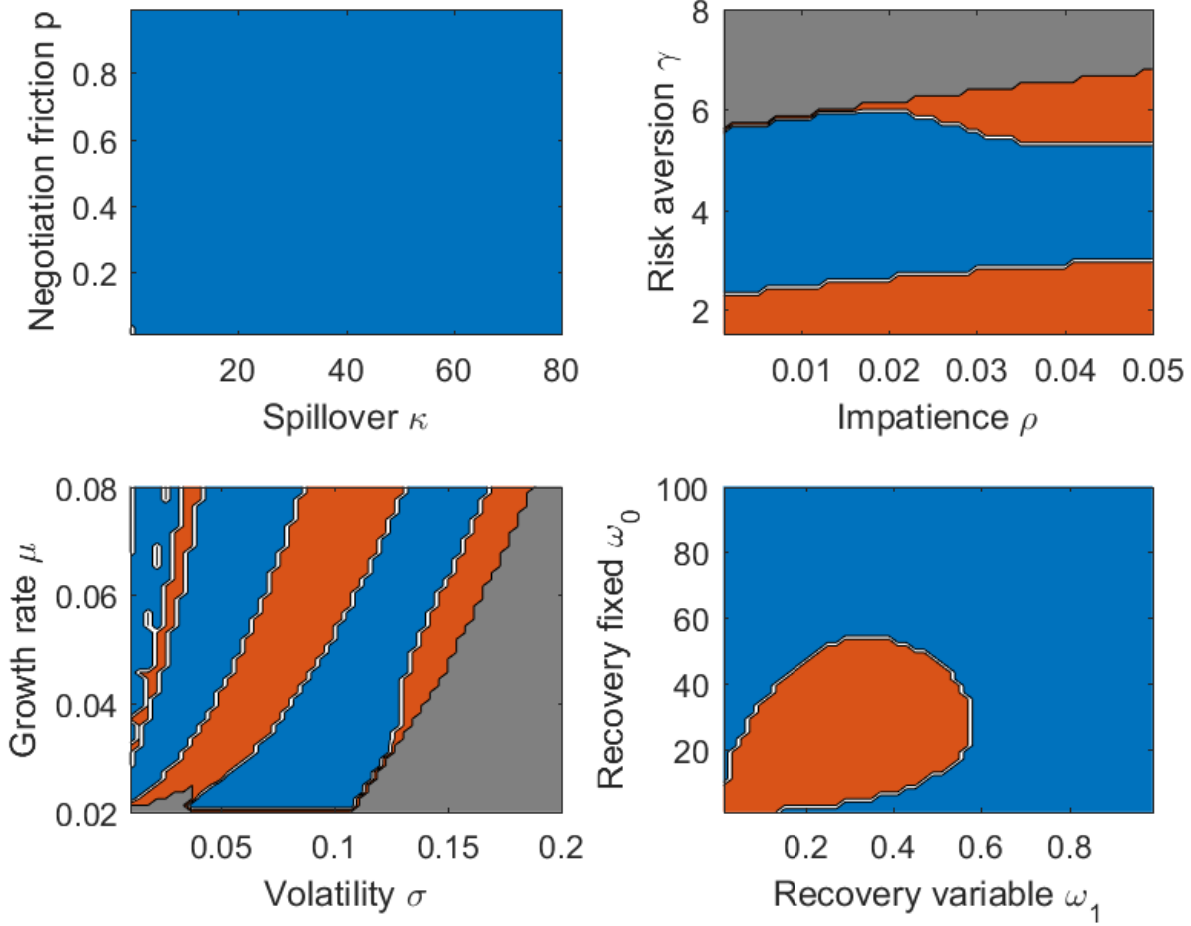 Negotiation friction p
0.8
0.6
0.4
0.2
20 40 60 80
Spillover κ
Risk aversion γ
8
6
4
2
0.01 0.02 0.03 0.04 0.05
Impatience ρ
Growth rate μ
0.08
0.06
0.04
0.02
0.05 0.1 0.15 0.2
Volatility σ
Recovery fixed ω₀
100
80
60
40
20
0.2 0.4 0.6 0.8
Recovery variable ω₁